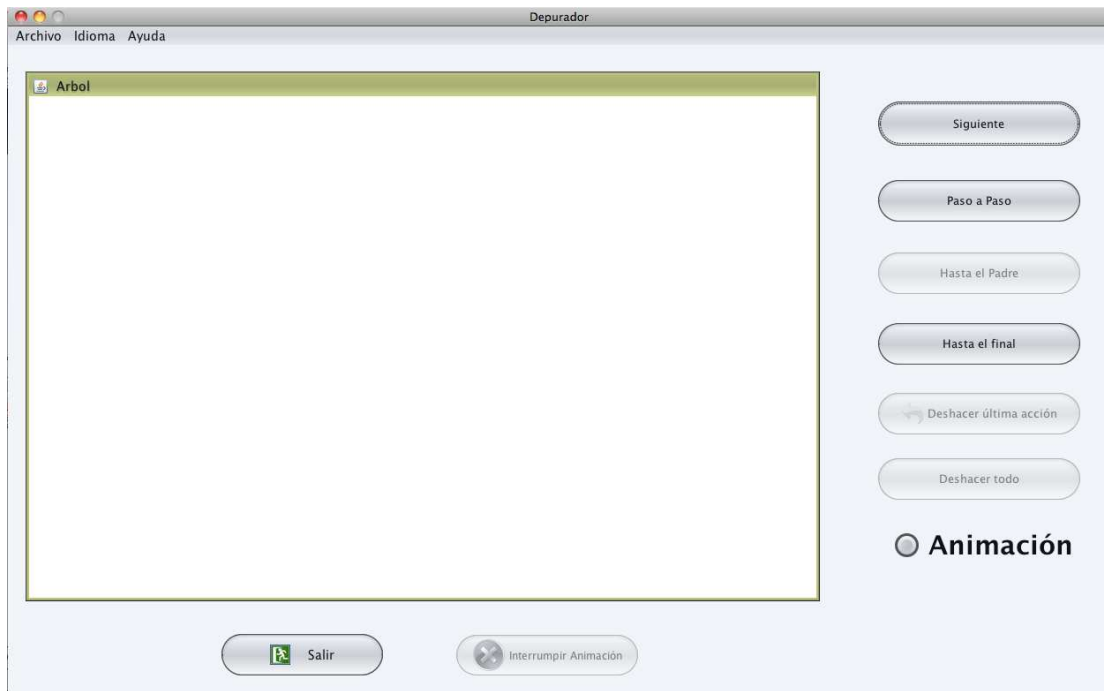 Depurador
Archivo Idioma Ayuda
Arbol
Siguiente
Paso a Paso
Hasta el Padre
Hasta el final
Deshacer última acción
Deshacer todo
Animación
Salir
Interrumpir Animación